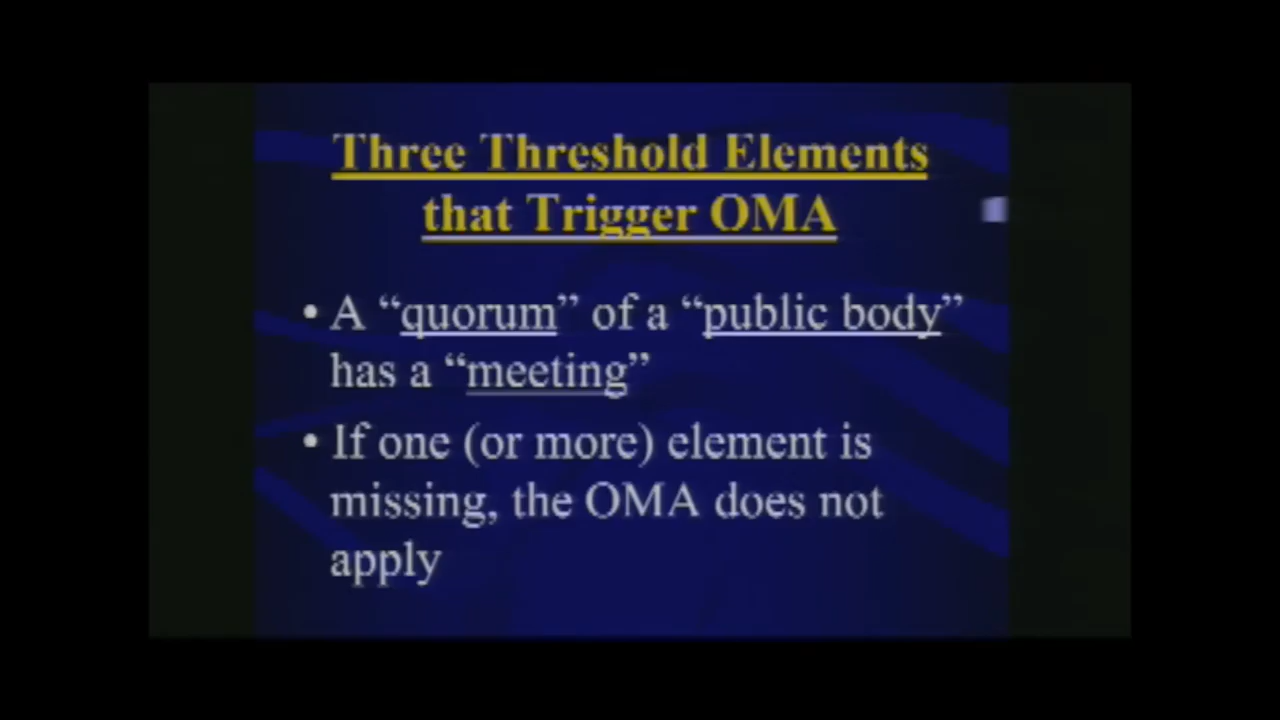 Three Threshold Elements
that Trigger OMA
• A “quorum” of a “public body”
has a “meeting”
• If one (or more) element is
missing, the OMA does not
apply